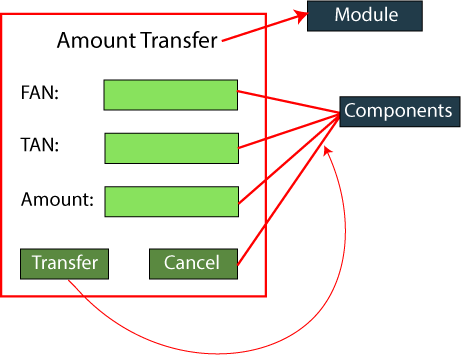 Module
Amount Transfer
FAN:
Components
TAN:
Amount:
Transfer
Cancel